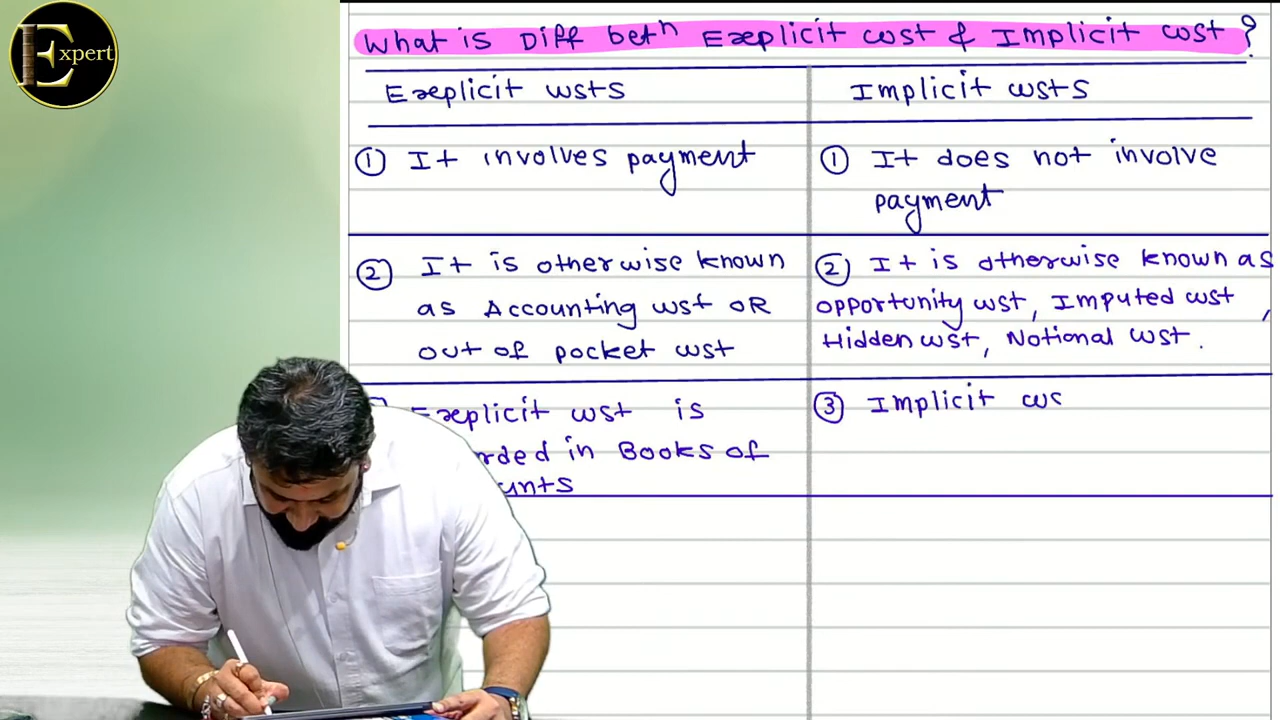 Expert
What is Diff betn Explicit cost & Implicit cost ?
Explicit costs
Implicit costs
① It involves payment
① It does not involve
payment
② It is otherwise known
as Accounting cost OR
out of pocket cost
② It is otherwise known as
opportunity cost, Imputed cost ,
Hidden cost, Notional cost .
Explicit cost is
in Books of
③ Implicit cos